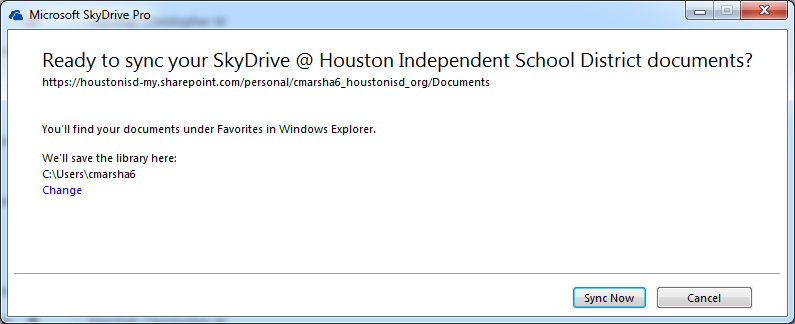 Microsoft SkyDrive Pro
Ready to sync your SkyDrive @ Houston Independent School District documents?
https://houstonisd-my.sharepoint.com/personal/cmarsha6_houstonisd_org/Documents
You'll find your documents under Favorites in Windows Explorer.
We'll save the library here:
C:\Users\cmarsha6
Change
Sync Now Cancel